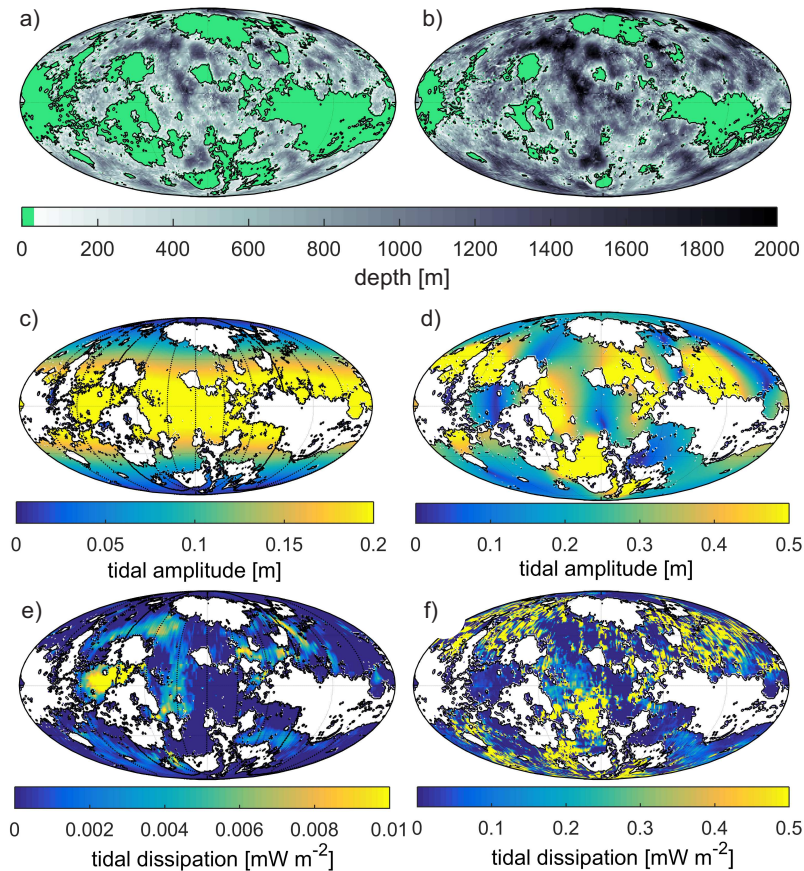 a)
b)
0 200 400 600 800 1000 1200 1400 1600 1800 2000
depth [m]
c)
d)
0 0.05 0.1 0.15 0.2
tidal amplitude [m]
0 0.1 0.2 0.3 0.4 0.5
tidal amplitude [m]
e)
f)
0 0.002 0.004 0.006 0.008 0.01
tidal dissipation [mW m⁻²]
0 0.1 0.2 0.3 0.4 0.5
tidal dissipation [mW m⁻²]